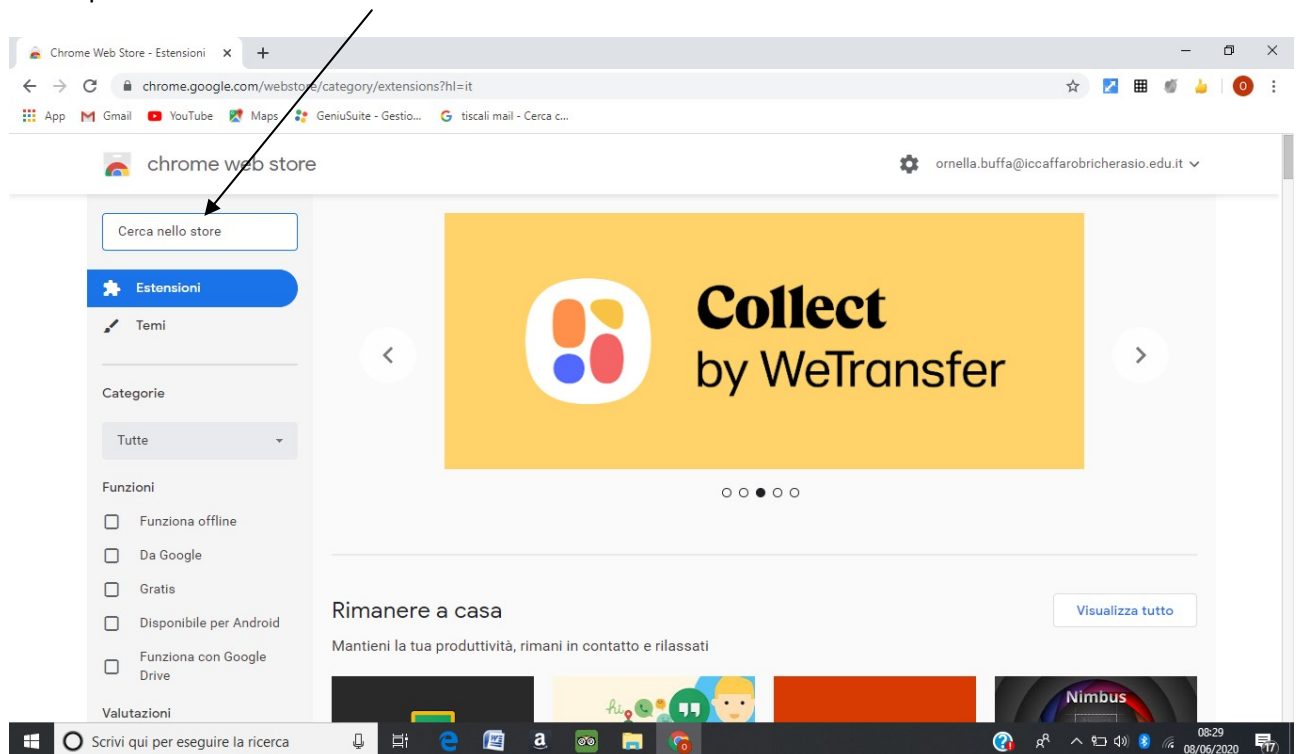 Chrome Web Store - Estensioni
chrome.google.com/webstore/category/extensions?hl=it
O
App Gmail YouTube Maps GeniuSuite - Gestio... tiscali mail - Cerca c...
chrome web store
ornella.buffa@iccaffarobricherasio.edu.it
Cerca nello store
Estensioni
Temi
Categorie
Tutte
Funzioni
Funziona offline
Da Google
Gratis
Disponibile per Android
Funziona con Google
Drive
Valutazioni
Collect
by WeTransfer
Rimanere a casa
Visualizza tutto
Mantieni la tua produttività, rimani in contatto e rilassati
hi
Nimbus
Scrivi qui per eseguire la ricerca
08:29
08/06/2020
17